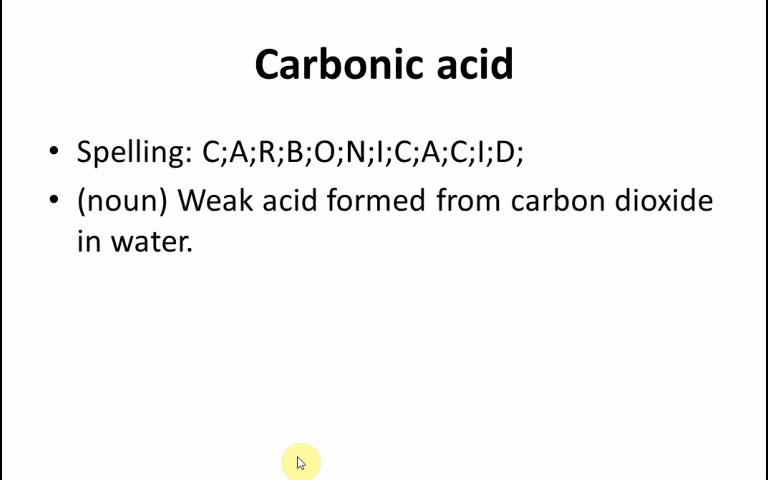 Carbonic acid
• Spelling: C;A;R;B;O;N;I;C;A;C;I;D;
• (noun) Weak acid formed from carbon dioxide
in water.